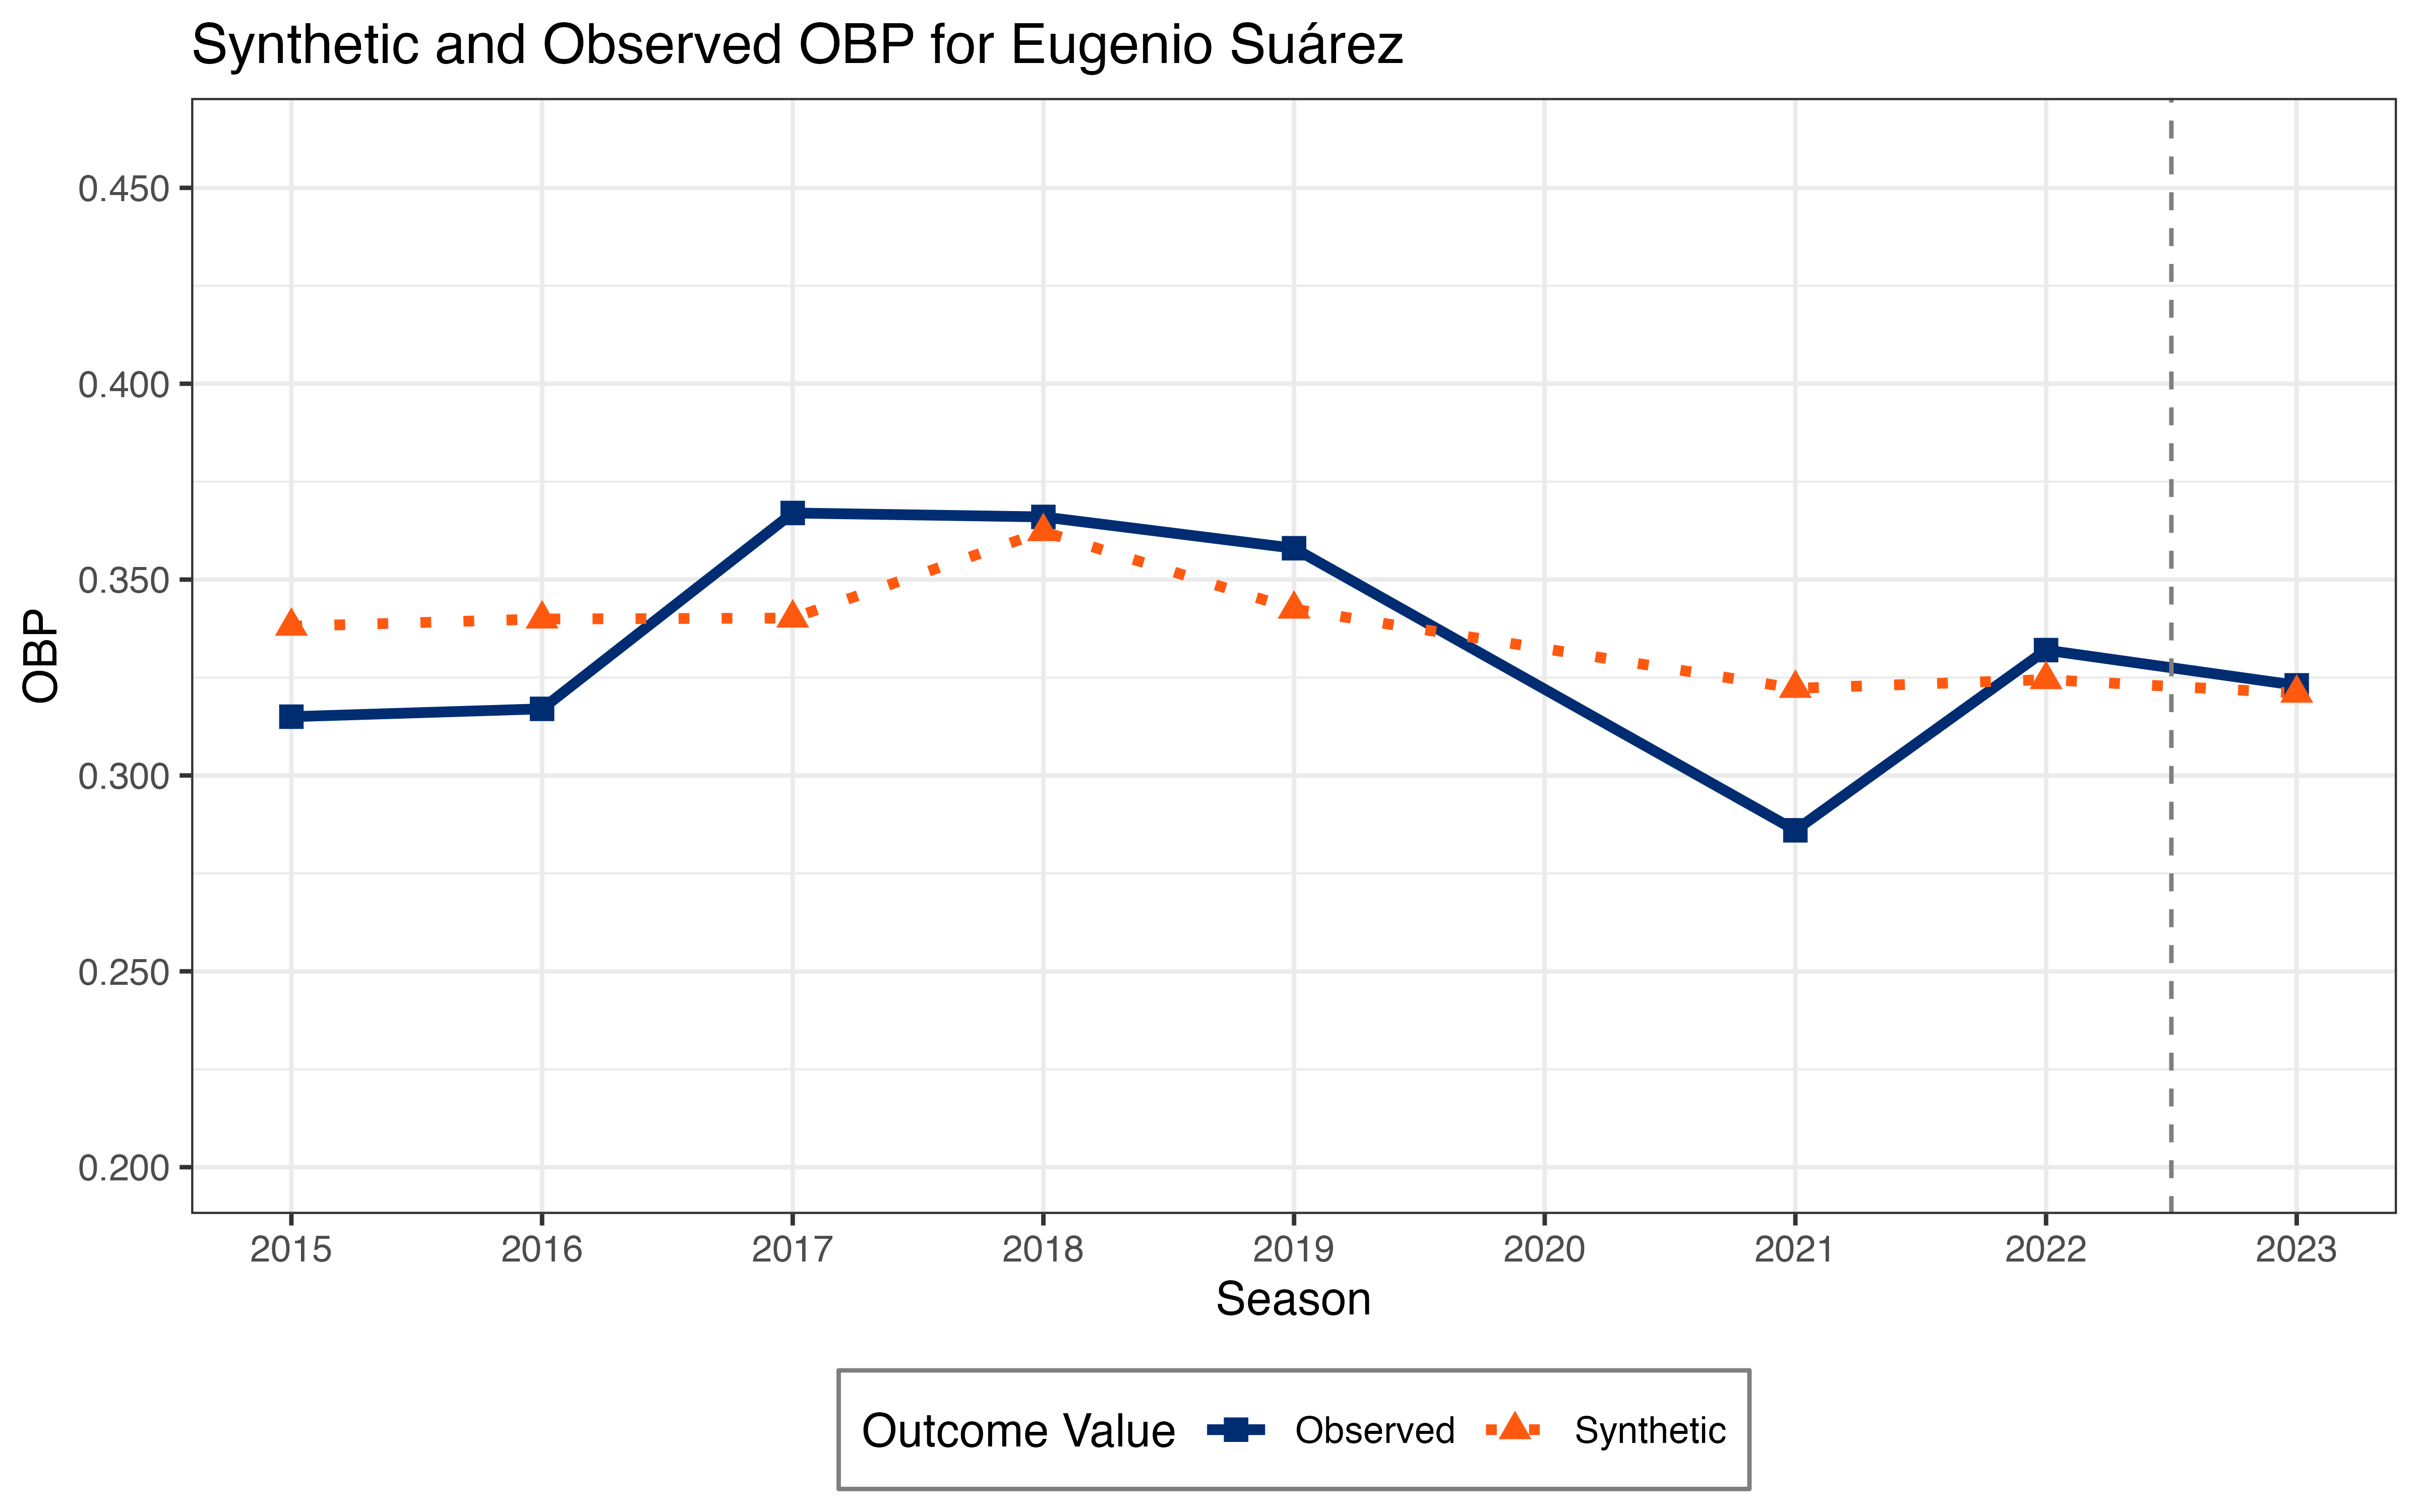 Synthetic and Observed OBP for Eugenio Suárez
0.450
0.400
0.350
0.300
0.250
0.200
OBP
2015 2016 2017 2018 2019 2020 2021 2022 2023
Season
Outcome Value Observed Synthetic